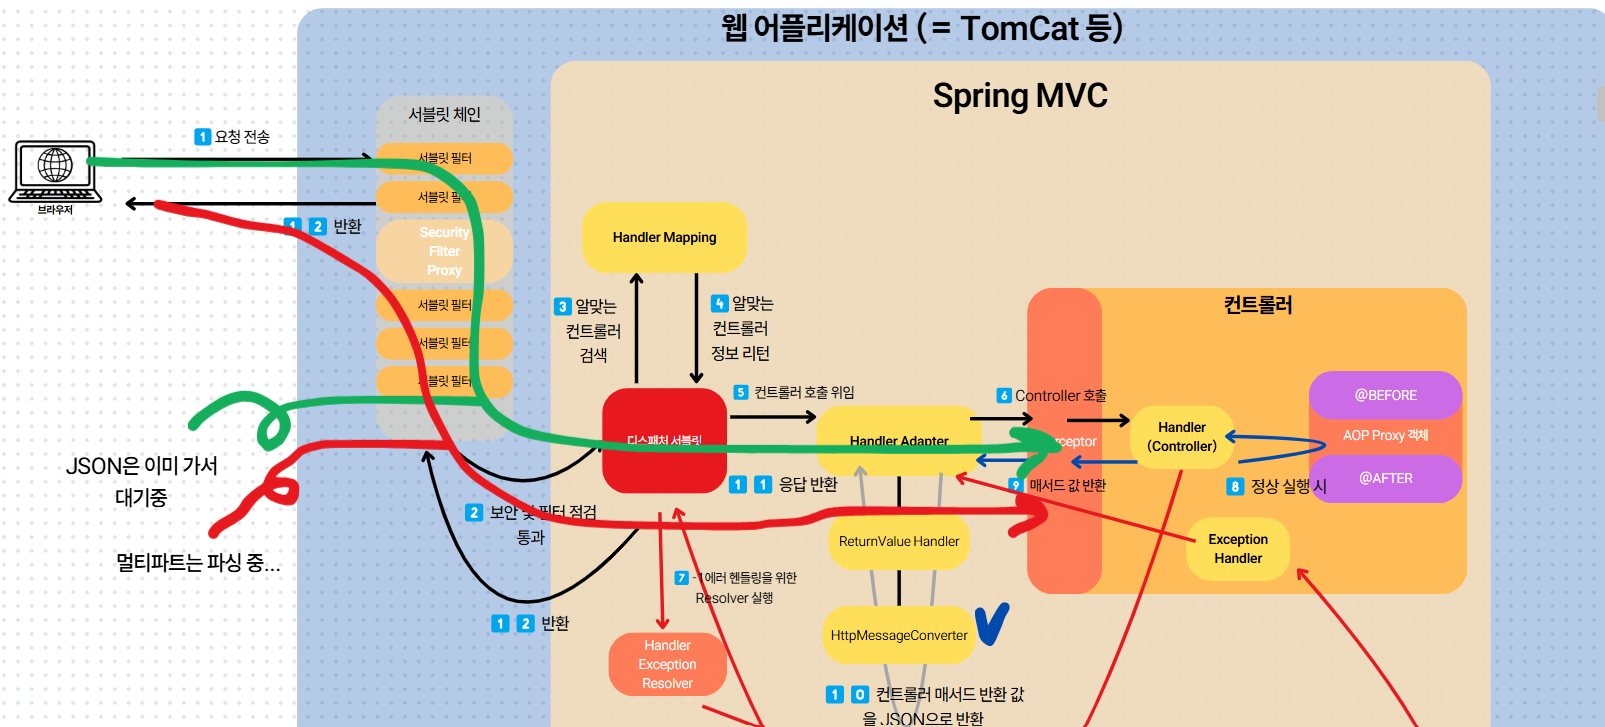 웹 어플리케이션 ( = TomCat 등)
Spring MVC
서블릿 체인
1 요청 전송
서블릿 필터
서블릿 필터
브라우저
1 2 반환
Security
Filter
Proxy
서블릿 필터
서블릿 필터
서블릿 필터
Handler Mapping
3 알맞는
컨트롤러
검색
4 알맞는
컨트롤러
정보 리턴
컨트롤러
5 컨트롤러 호출 위임
6 Controller 호출
@BEFORE
디스패처 서블릿
Handler Adapter
erceptor
Handler
(Controller)
AOP Proxy 객체
@AFTER
JSON은 이미 가서
대기중
1 1 응답 반환
9 매서드 값 반환
8 정상 실행 시
2 보안 및 필터 점검
통과
멀티파트는 파싱 중...
ReturnValue Handler
Exception
Handler
7 -1에러 헨들링을 위한
Resolver 실행
1 2 반환
Handler
Exception
Resolver
HttpMessageConverter
1 0 컨트롤러 매서드 반환 값
을 JSON으로 반환